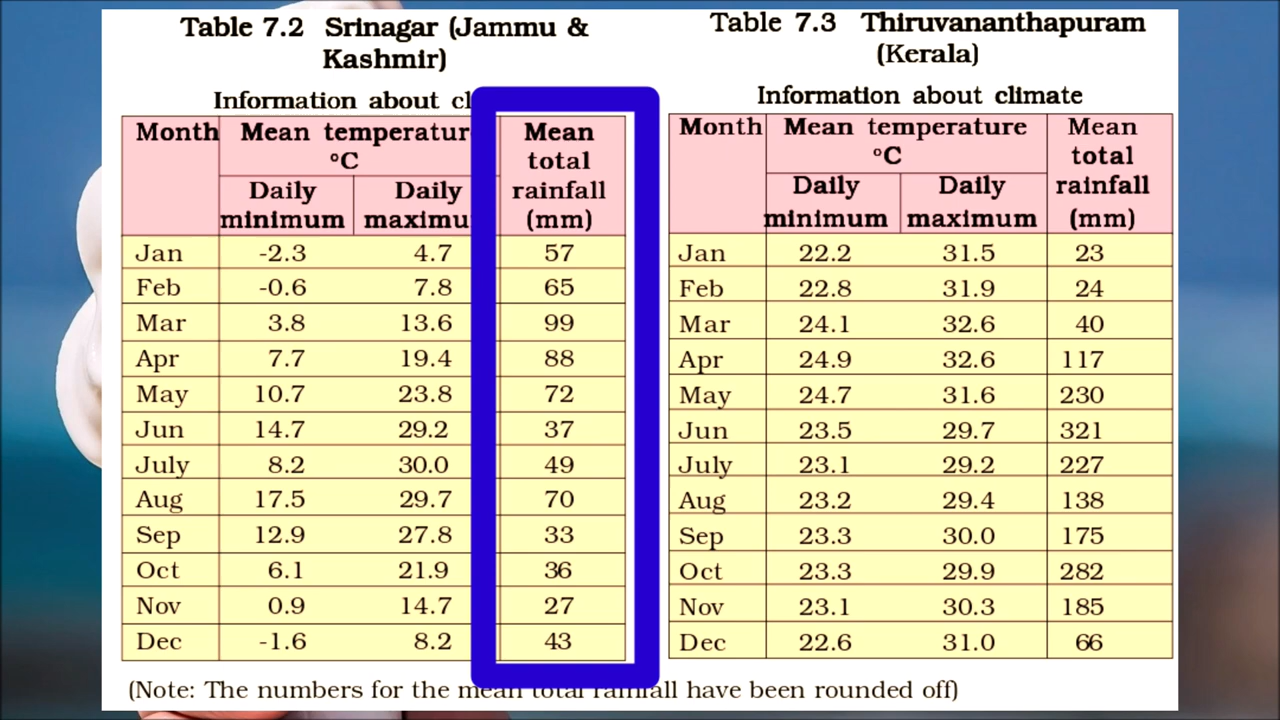 Table 7.2 Srinagar (Jammu &
Kashmir)
Information about cl
Month Mean temperatur Mean
°C total
Daily Daily rainfall
minimum maximu (mm)
Jan -2.3 4.7 57
Feb -0.6 7.8 65
Mar 3.8 13.6 99
Apr 7.7 19.4 88
May 10.7 23.8 72
Jun 14.7 29.2 37
July 8.2 30.0 49
Aug 17.5 29.7 70
Sep 12.9 27.8 33
Oct 6.1 21.9 36
Nov 0.9 14.7 27
Dec -1.6 8.2 43
Table 7.3 Thiruvananthapuram
(Kerala)
Information about climate
Month Mean temperature Mean
°C total
Daily Daily rainfall
minimum maximum (mm)
Jan 22.2 31.5 23
Feb 22.8 31.9 24
Mar 24.1 32.6 40
Apr 24.9 32.6 117
May 24.7 31.6 230
Jun 23.5 29.7 321
July 23.1 29.2 227
Aug 23.2 29.4 138
Sep 23.3 30.0 175
Oct 23.3 29.9 282
Nov 23.1 30.3 185
Dec 22.6 31.0 66
(Note: The numbers for the mean total rainfall have been rounded off)